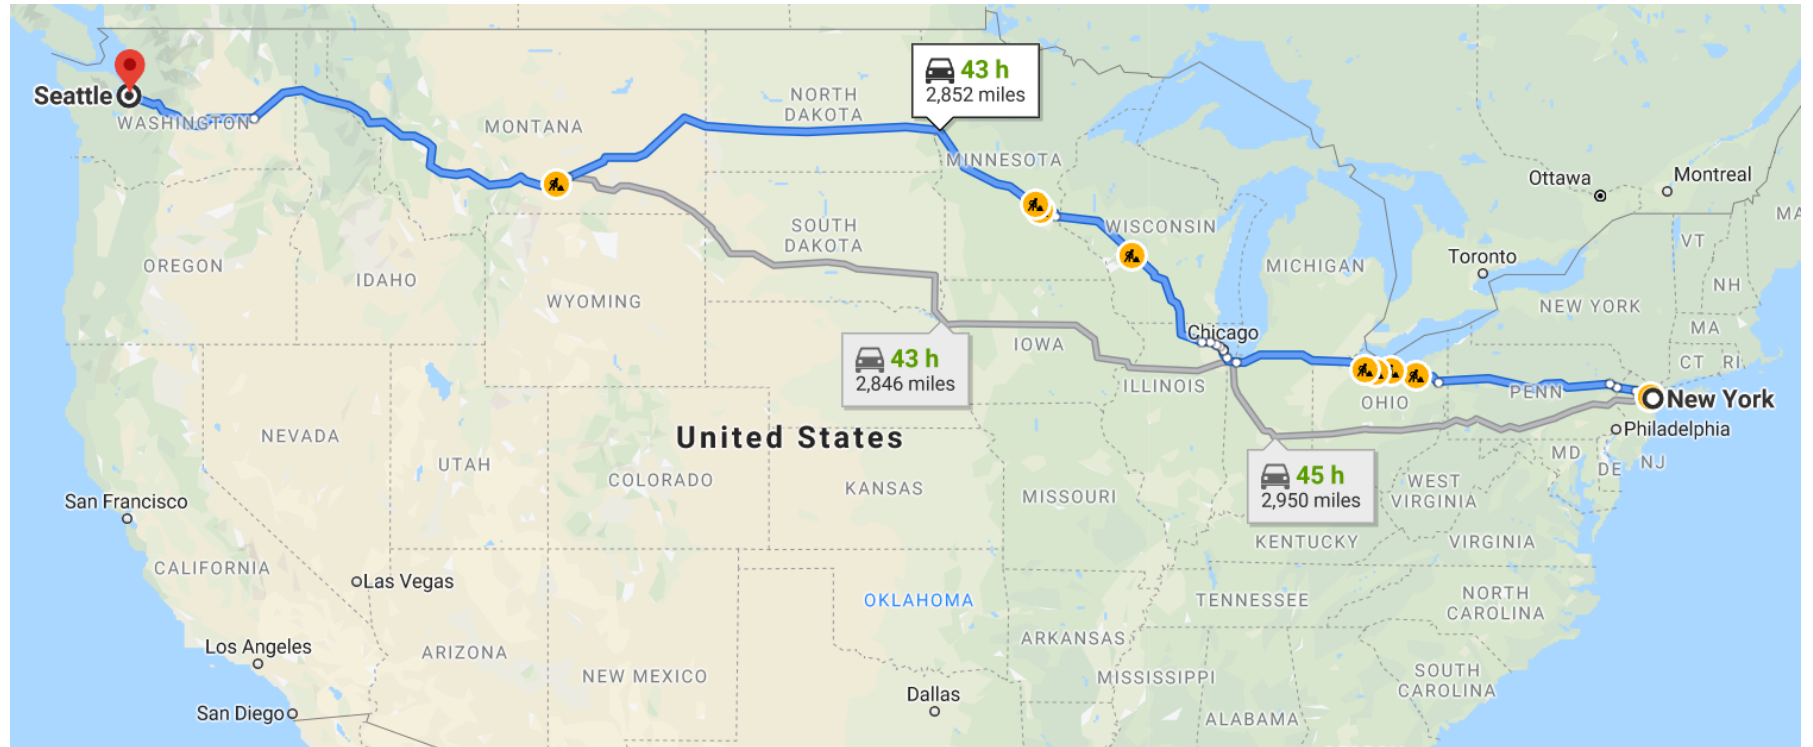 43 h
2,852 miles
Seattle
WASHINGTON
MONTANA
NORTH
DAKOTA
MINNESOTA
Ottawa
Montreal
MA
SOUTH
DAKOTA
WISCONSIN
VT
OREGON
IDAHO
MICHIGAN
Toronto
WYOMING
NEW YORK
NH
Chicago
MA
IOWA
43 h
2,846 miles
ILLINOIS
CT
RI
OHIO
PENN
New York
Philadelphia
NEVADA
United States
UTAH
COLORADO
KANSAS
MISSOURI
45 h
2,950 miles
MD
DE
NJ
WEST
VIRGINIA
San Francisco
KENTUCKY
VIRGINIA
CALIFORNIA
Las Vegas
OKLAHOMA
TENNESSEE
NORTH
CAROLINA
Los Angeles
ARIZONA
NEW MEXICO
ARKANSAS
MISSISSIPPI
SOUTH
CAROLINA
San Diego
Dallas
ALABAMA